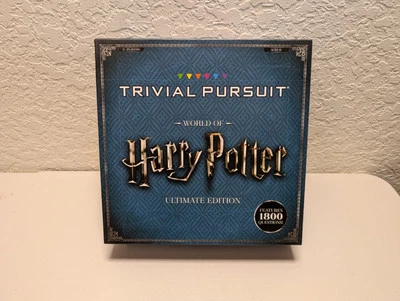 TRIVIAL PURSUIT
WORLD OF
Harry Potter
ULTIMATE EDITION
FEATURES
1800
QUESTIONS!